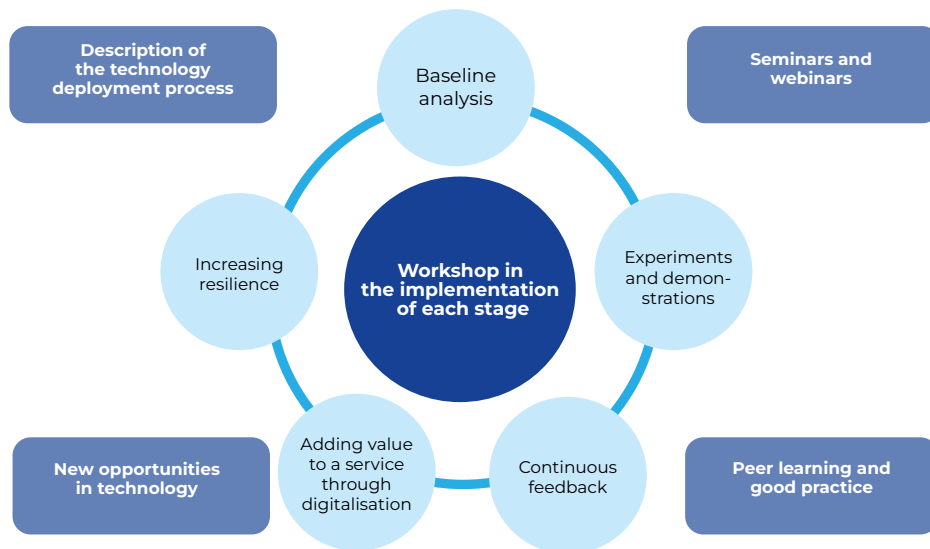 Description of
the technology
deployment process
Baseline
analysis
Seminars and
webinars
Increasing
resilience
Workshop in
the implementation
of each stage
Experiments
and demon-
strations
New opportunities
in technology
Adding value
to a service
through
digitalisation
Continuous
feedback
Peer learning and
good practice